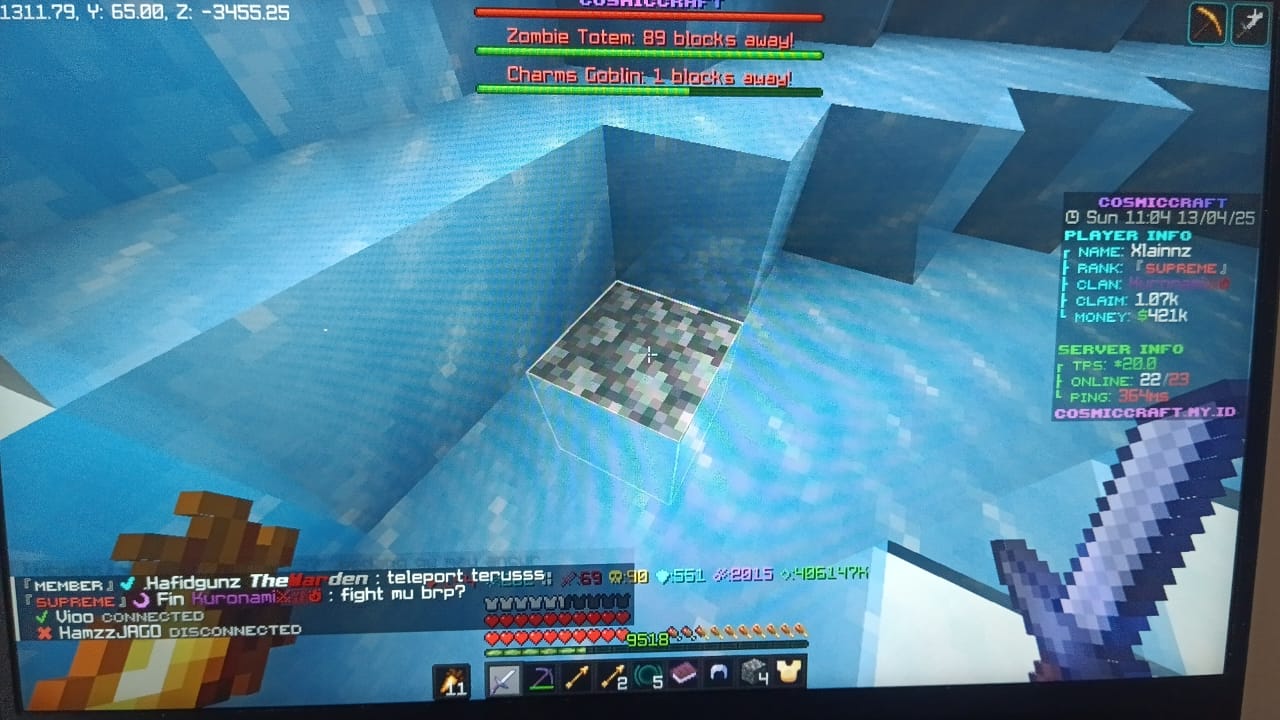 1311.79, Y: 65.00, Z: -3455.25
COSMICCRAFT
Zombie Totem: 89 blocks away!
Charms Goblin: 1 blocks away!
COSMICCRAFT
Sun 11:04 13/04/25
PLAYER INFO
NAME: Xlainnz
RANK: 『SUPREME』
CLAN: Kuronami
CLAIM: 1.07k
MONEY: $421k
SERVER INFO
TPS: *20.0
ONLINE: 22/23
PING: 364ms
COSMICCRAFT.MY.ID
『MEMBER』 .Hafidgunz TheWarden : teleport terusss
69 90 551 2015 406147
『SUPREME』 Fin Kuronami : fight mu brp?
Vioo CONNECTED
HamzzJAGO DISCONNECTED
9518
11
2
5
4